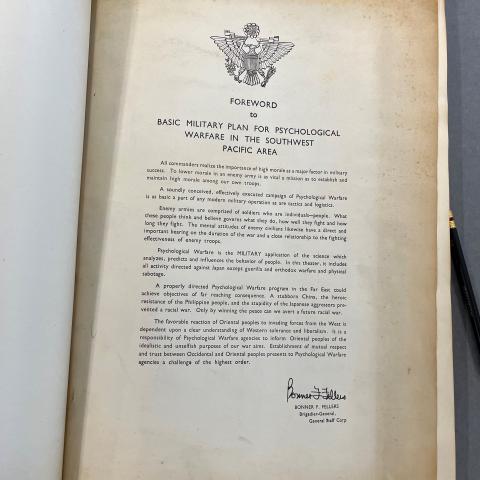 FOREWORD
to
BASIC MILITARY PLAN FOR PSYCHOLOGICAL
WARFARE IN THE SOUTHWEST
PACIFIC AREA
All commanders realize the importance of high morale as a major factor in military
success. To lower morale in an enemy army is as vital a mission as to establish and
maintain high morale among our own troops.
A soundly conceived, effectively executed campaign of Psychological Warfare
is as basic a part of any modern military operation as are tactics and logistics.
Enemy armies are comprised of soldiers who are individuals—people. What
these people think and believe governs what they do, how well they fight and how
long they fight. The mental attitudes of enemy civilians likewise have a direct and
important bearing on the duration of the war and a close relationship to the fighting
effectiveness of enemy troops.
Psychological Warfare is the MILITARY application of the science which
analyzes, predicts and influences the behavior of people. In this theater, it includes
all activity directed against Japan except guerilla and orthodox warfare and physical
sabotage.
A properly directed Psychological Warfare program in the Far East could
achieve objectives of far reaching consequence. A stubborn China, the heroic
resistance of the Philippine people, and the stupidity of the Japanese aggressors pre-
vented a racial war. Only by winning the peace can we avert a future racial war.
The favorable reaction of Oriental peoples to invading forces from the West is
dependent upon a clear understanding of Western tolerance and liberalism. It is a
responsibility of Psychological Warfare agencies to inform Oriental peoples of the
idealistic and unselfish purposes of our war aims. Establishment of mutual respect
and trust between Occidental and Oriental peoples presents to Psychological Warfare
agencies a challenge of the highest order.
Bonner F Fellers
BONNER F. FELLERS
Brigadier-General,
General Staff Corp